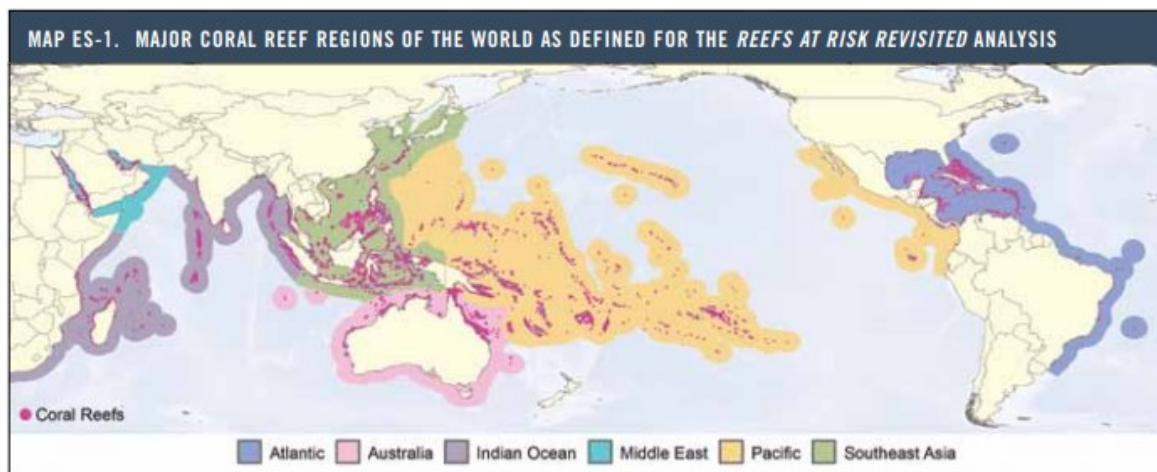 MAP ES-1. MAJOR CORAL REEF REGIONS OF THE WORLD AS DEFINED FOR THE REEFS AT RISK REVISITED ANALYSIS
Coral Reefs
Atlantic Australia Indian Ocean Middle East Pacific Southeast Asia